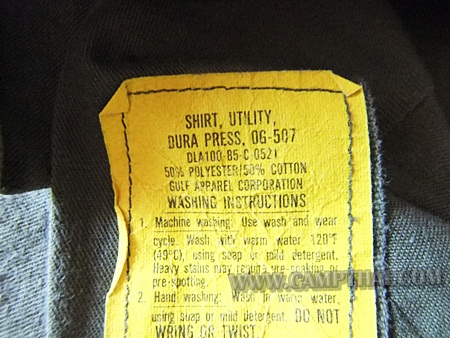 SHIRT, UTILITY,
DURA PRESS, OG-507
DLA100-85-C-0521
50% POLYESTER/50% COTTON
GULF APPAREL CORPORATION
WASHING INSTRUCTIONS
1. Machine washing: Use wash and wear
cycle. Wash with warm water 120°F
(49°C), using soap or mild detergent.
Heavy stains may require pre-soaking or
pre-spotting.
WWW.CAMPTHAI.COM
2. Hand washing: Wash in warm water,
using soap or mild detergent. DO NOT
WRING OR TWIST.